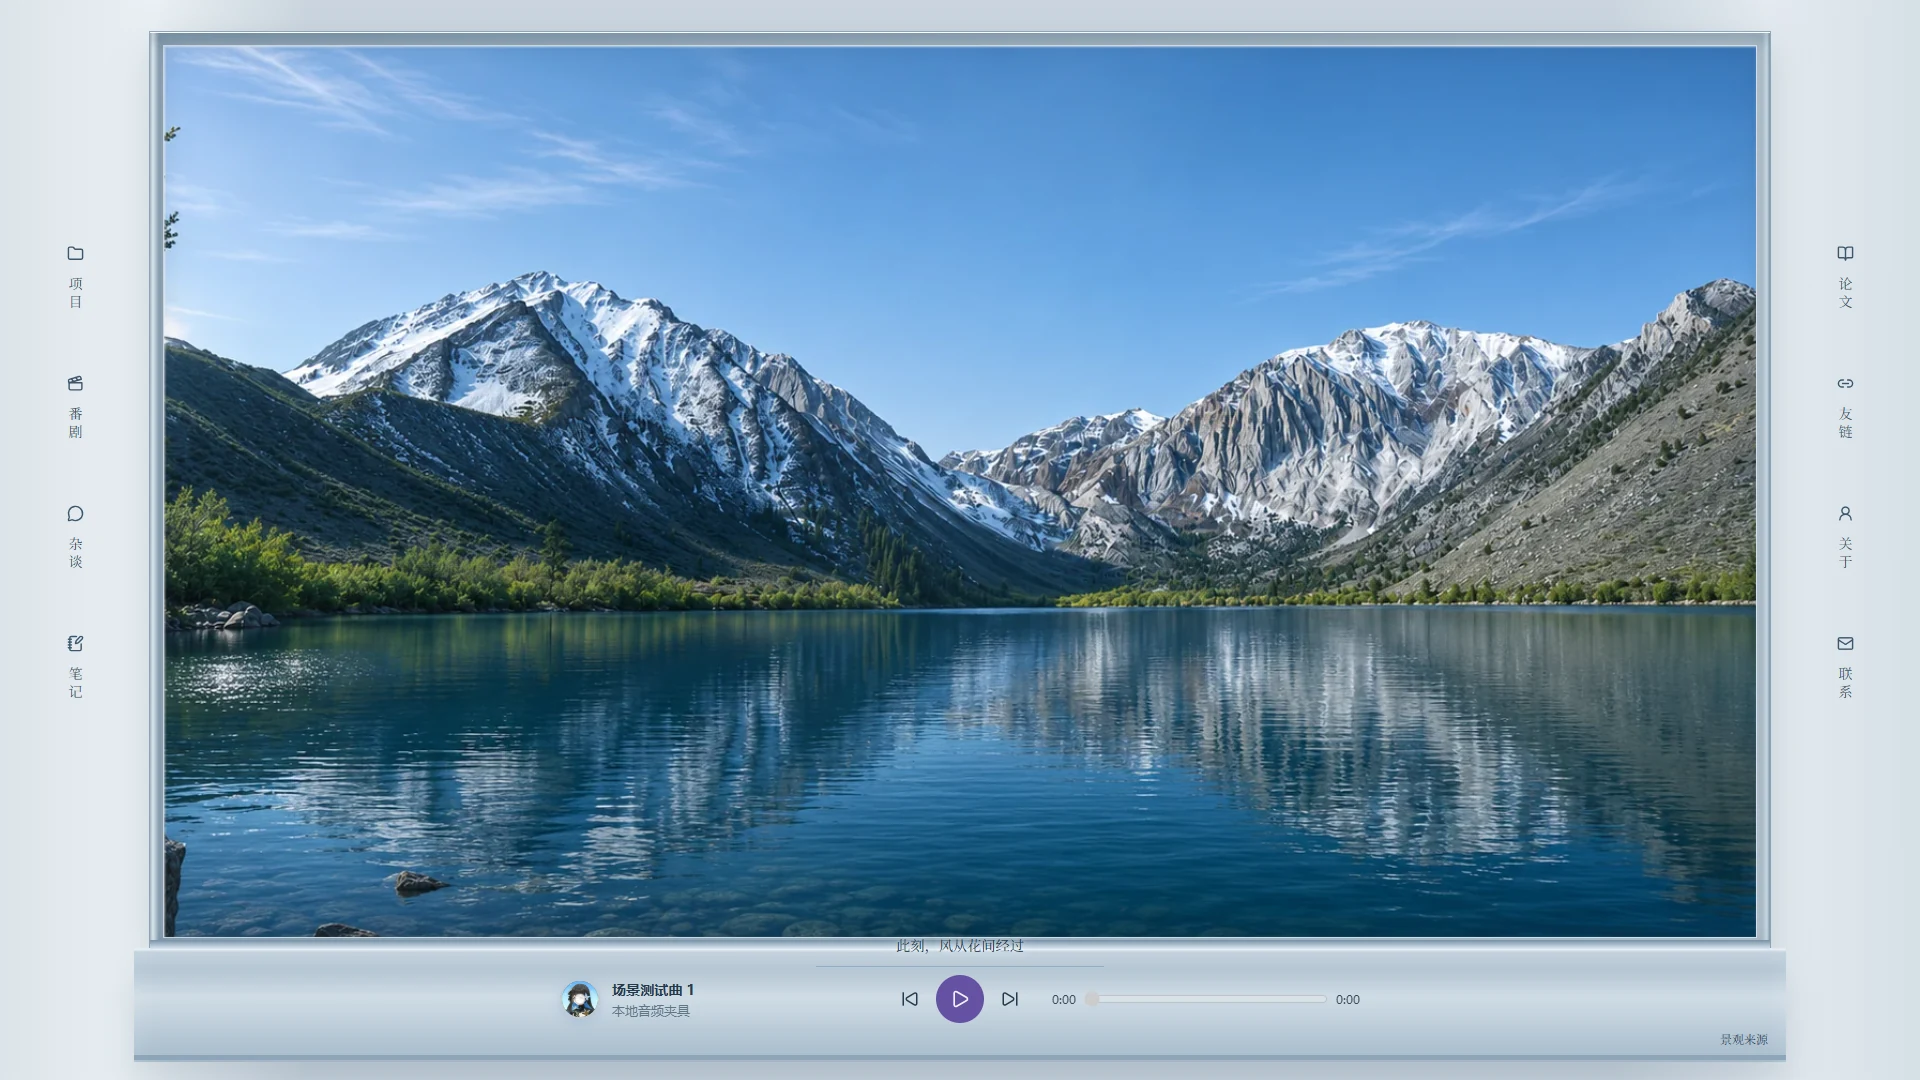 项目
番剧
杂谈
笔记
论文
友链
关于
联系
此刻，风从花间经过
场景测试曲 1
本地音频夹具
0:00
0:00
景观来源